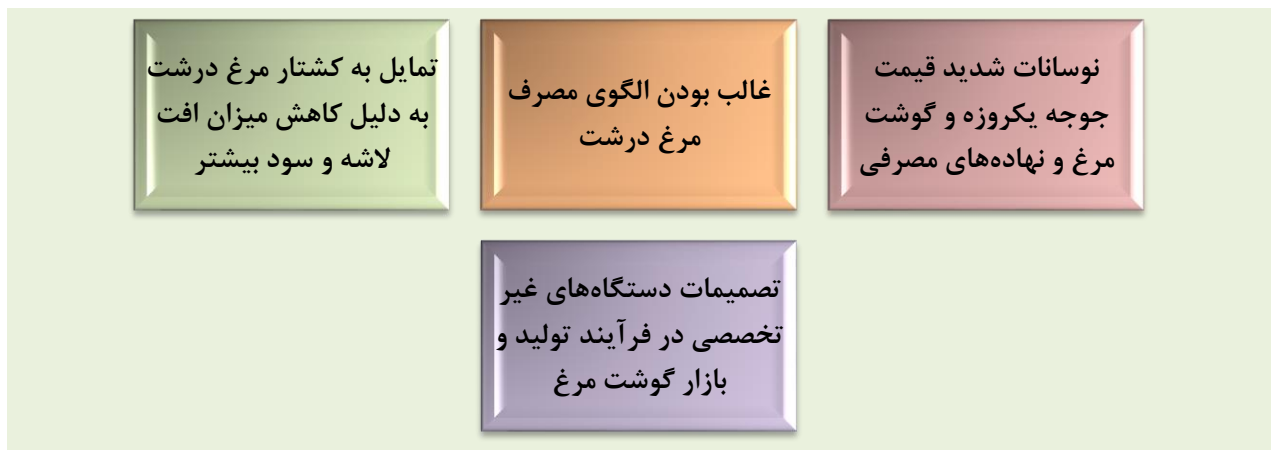 نوسانات شدید قیمت
جوجه یکروزه و گوشت
مرغ و نهاده‌های مصرفی
غالب بودن الگوی مصرف
مرغ درشت
تمایل به کشتار مرغ درشت
به دلیل کاهش میزان افت
لاشه و سود بیشتر
تصمیمات دستگاه‌های غیر
تخصصی در فرآیند تولید و
بازار گوشت مرغ